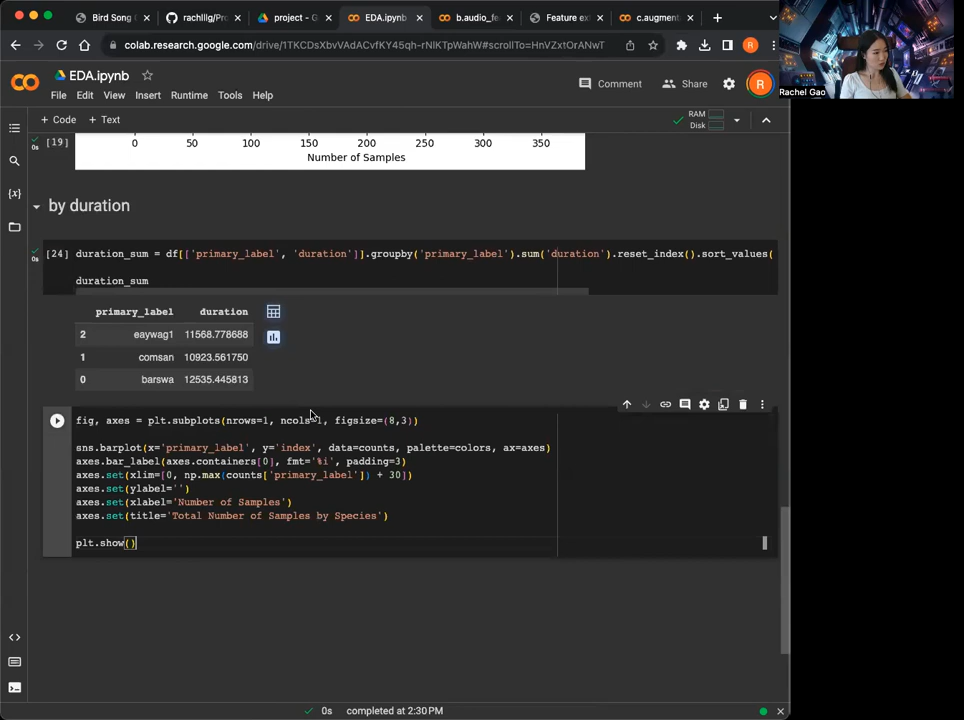 Bird Song C
rachlllg/Pro
project - G
EDA.ipynb
b.audio_fea
Feature ext
c.augment
colab.research.google.com/drive/1TKCDsXbvVAdACvfKY45qh-rNlKTpWahW#scrollTo=HnVZxtOrANwT
R
Rachel Gao
EDA.ipynb
Comment
Share
R
File Edit View Insert Runtime Tools Help
+ Code + Text
RAM
Disk
[19]
0s
0 50 100 150 200 250 300 350
Number of Samples
by duration
[24] duration_sum = df[['primary_label', 'duration']].groupby('primary_label').sum('duration').reset_index().sort_values(
0s
duration_sum
primary_label duration
2 eaywag1 11568.778688
1 comsan 10923.561750
0 barswa 12535.445813
fig, axes = plt.subplots(nrows=1, ncols=1, figsize=(8,3))
sns.barplot(x='primary_label', y='index', data=counts, palette=colors, ax=axes)
axes.bar_label(axes.containers[0], fmt='%i', padding=3)
axes.set(xlim=[0, np.max(counts['primary_label']) + 30])
axes.set(ylabel='')
axes.set(xlabel='Number of Samples')
axes.set(title='Total Number of Samples by Species')
plt.show()
0s completed at 2:30PM